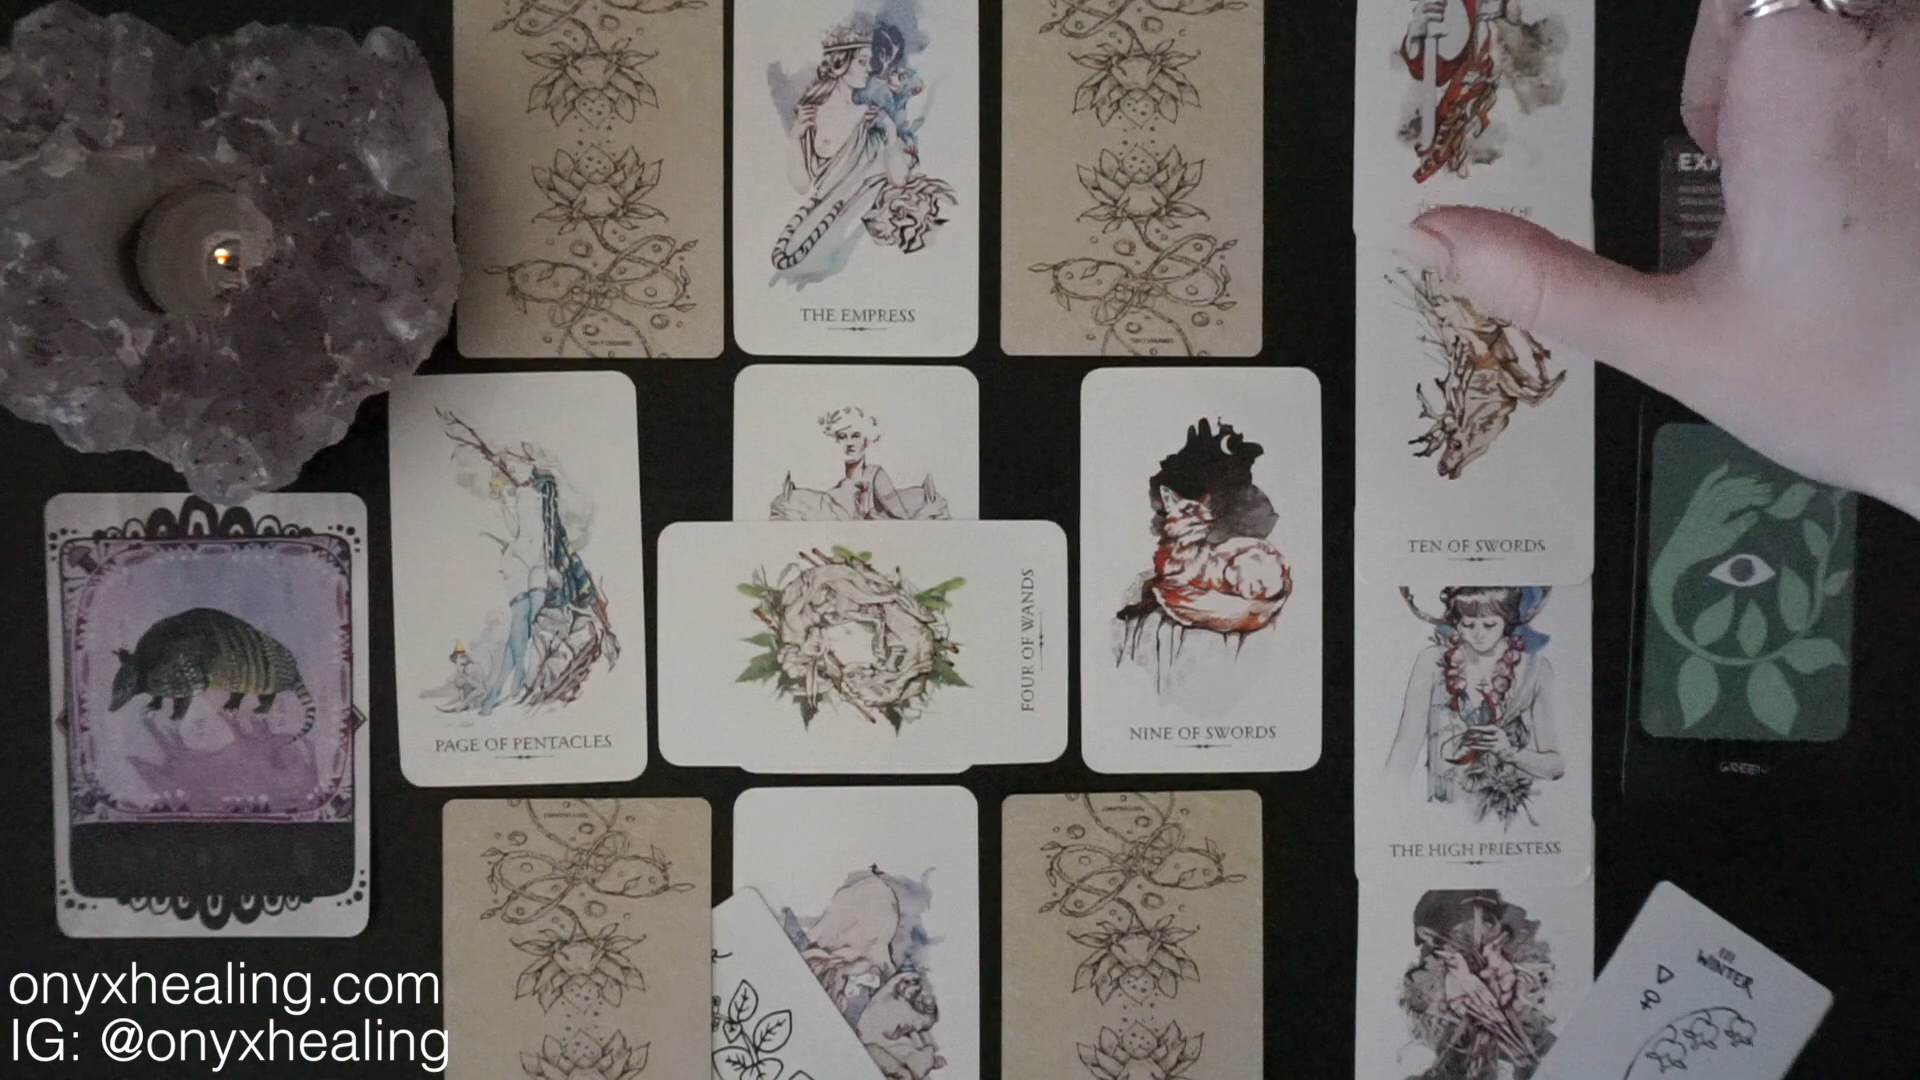 THE EMPRESS
TEN OF SWORDS
PAGE OF PENTACLES
FOUR OF WANDS
NINE OF SWORDS
THE HIGH PRIESTESS
GREEN
WINTER
onyxhealing.com
IG: @onyxhealing